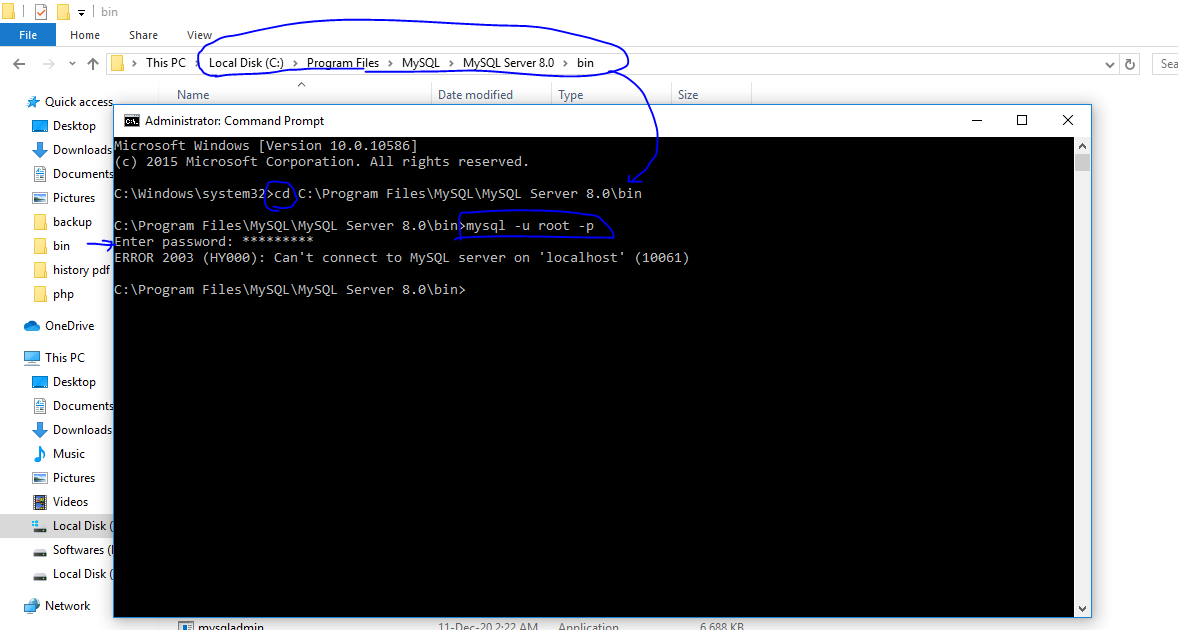 bin
File Home Share View
This PC Local Disk (C:) Program Files MySQL MySQL Server 8.0 bin Sea
Name Date modified Type Size
Quick access
Desktop
Downloads
Documents
Pictures
backup
bin
history pdf
php
OneDrive
This PC
Desktop
Documents
Downloads
Music
Pictures
Videos
Local Disk (
Softwares (
Local Disk (
Network
Administrator: Command Prompt
Microsoft Windows [Version 10.0.10586]
(c) 2015 Microsoft Corporation. All rights reserved.
C:\Windows\system32>cd C:\Program Files\MySQL\MySQL Server 8.0\bin
C:\Program Files\MySQL\MySQL Server 8.0\bin>mysql -u root -p
Enter password: *********
ERROR 2003 (HY000): Can't connect to MySQL server on 'localhost' (10061)
C:\Program Files\MySQL\MySQL Server 8.0\bin>
mysqladmin 11-Dec-20 2:22 AM Application 6,688 KB